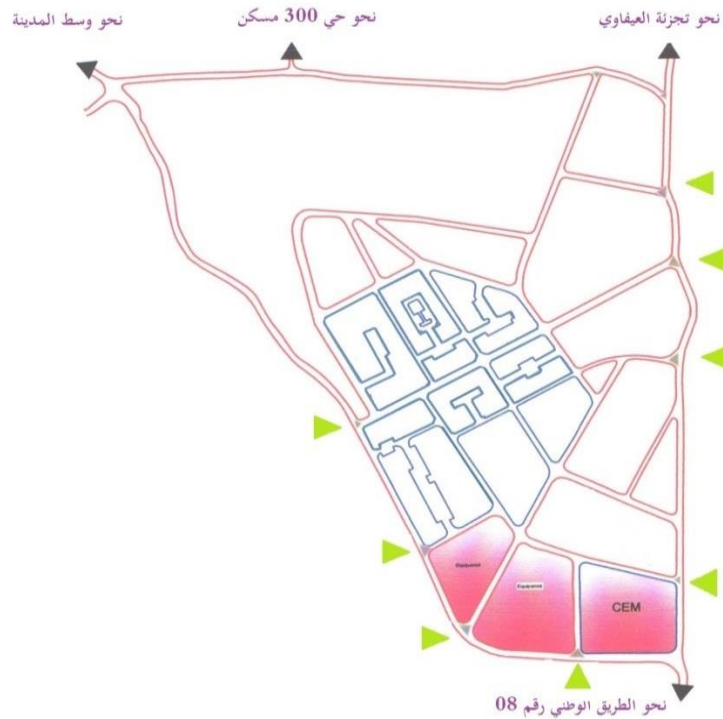 نحو تجزئة العيفاوي
نحو حي 300 مسكن
نحو وسط المدينة
CEM
نحو الطريق الوطني رقم 08